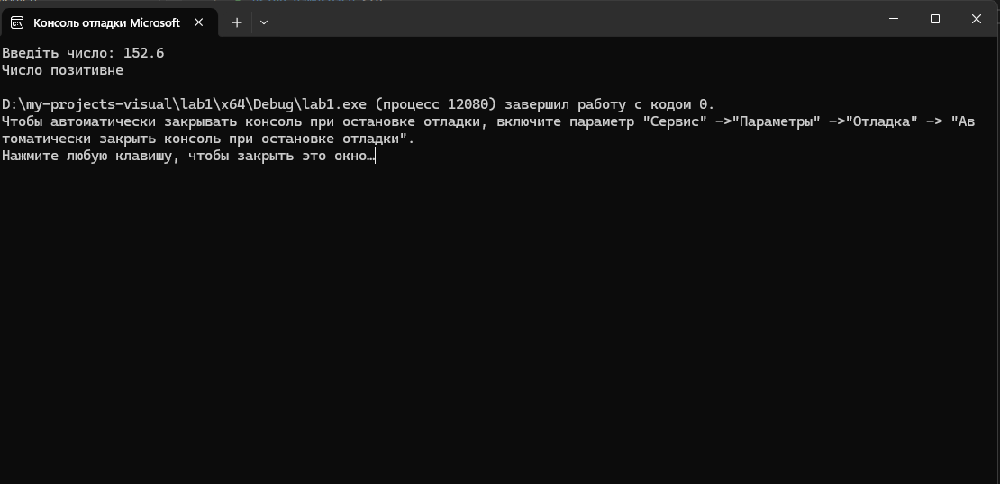 Консоль отладки Microsoft
Введіть число: 152.6
Число позитивне
D:\my-projects-visual\lab1\x64\Debug\lab1.exe (процесс 12080) завершил работу с кодом 0.
Чтобы автоматически закрывать консоль при остановке отладки, включите параметр "Сервис" ->"Параметры" ->"Отладка" -> "Ав
томатически закрыть консоль при остановке отладки".
Нажмите любую клавишу, чтобы закрыть это окно…